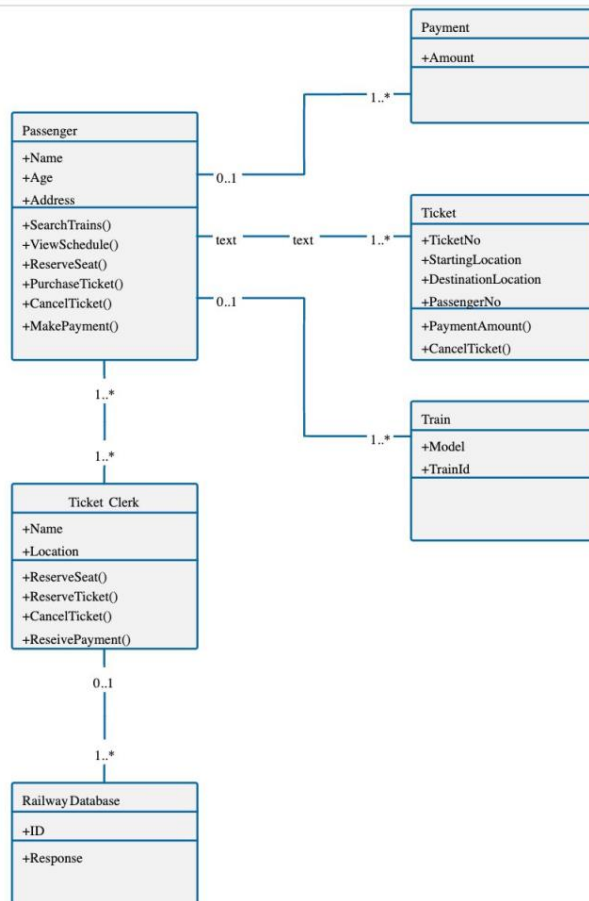 Payment
+Amount
1..*
Passenger
+Name
+Age
+Address
+SearchTrains()
+ViewSchedule()
+ReserveSeat()
+PurchaseTicket()
+CancelTicket()
+MakePayment()
0..1
text text 1..*
0..1
Ticket
+TicketNo
+StartingLocation
+DestinationLocation
+PassengerNo
+PaymentAmount()
+CancelTicket()
1..*
1..*
1..*
Train
+Model
+TrainId
Ticket Clerk
+Name
+Location
+ReserveSeat()
+ReserveTicket()
+CancelTicket()
+ReseivePayment()
0..1
1..*
Railway Database
+ID
+Response